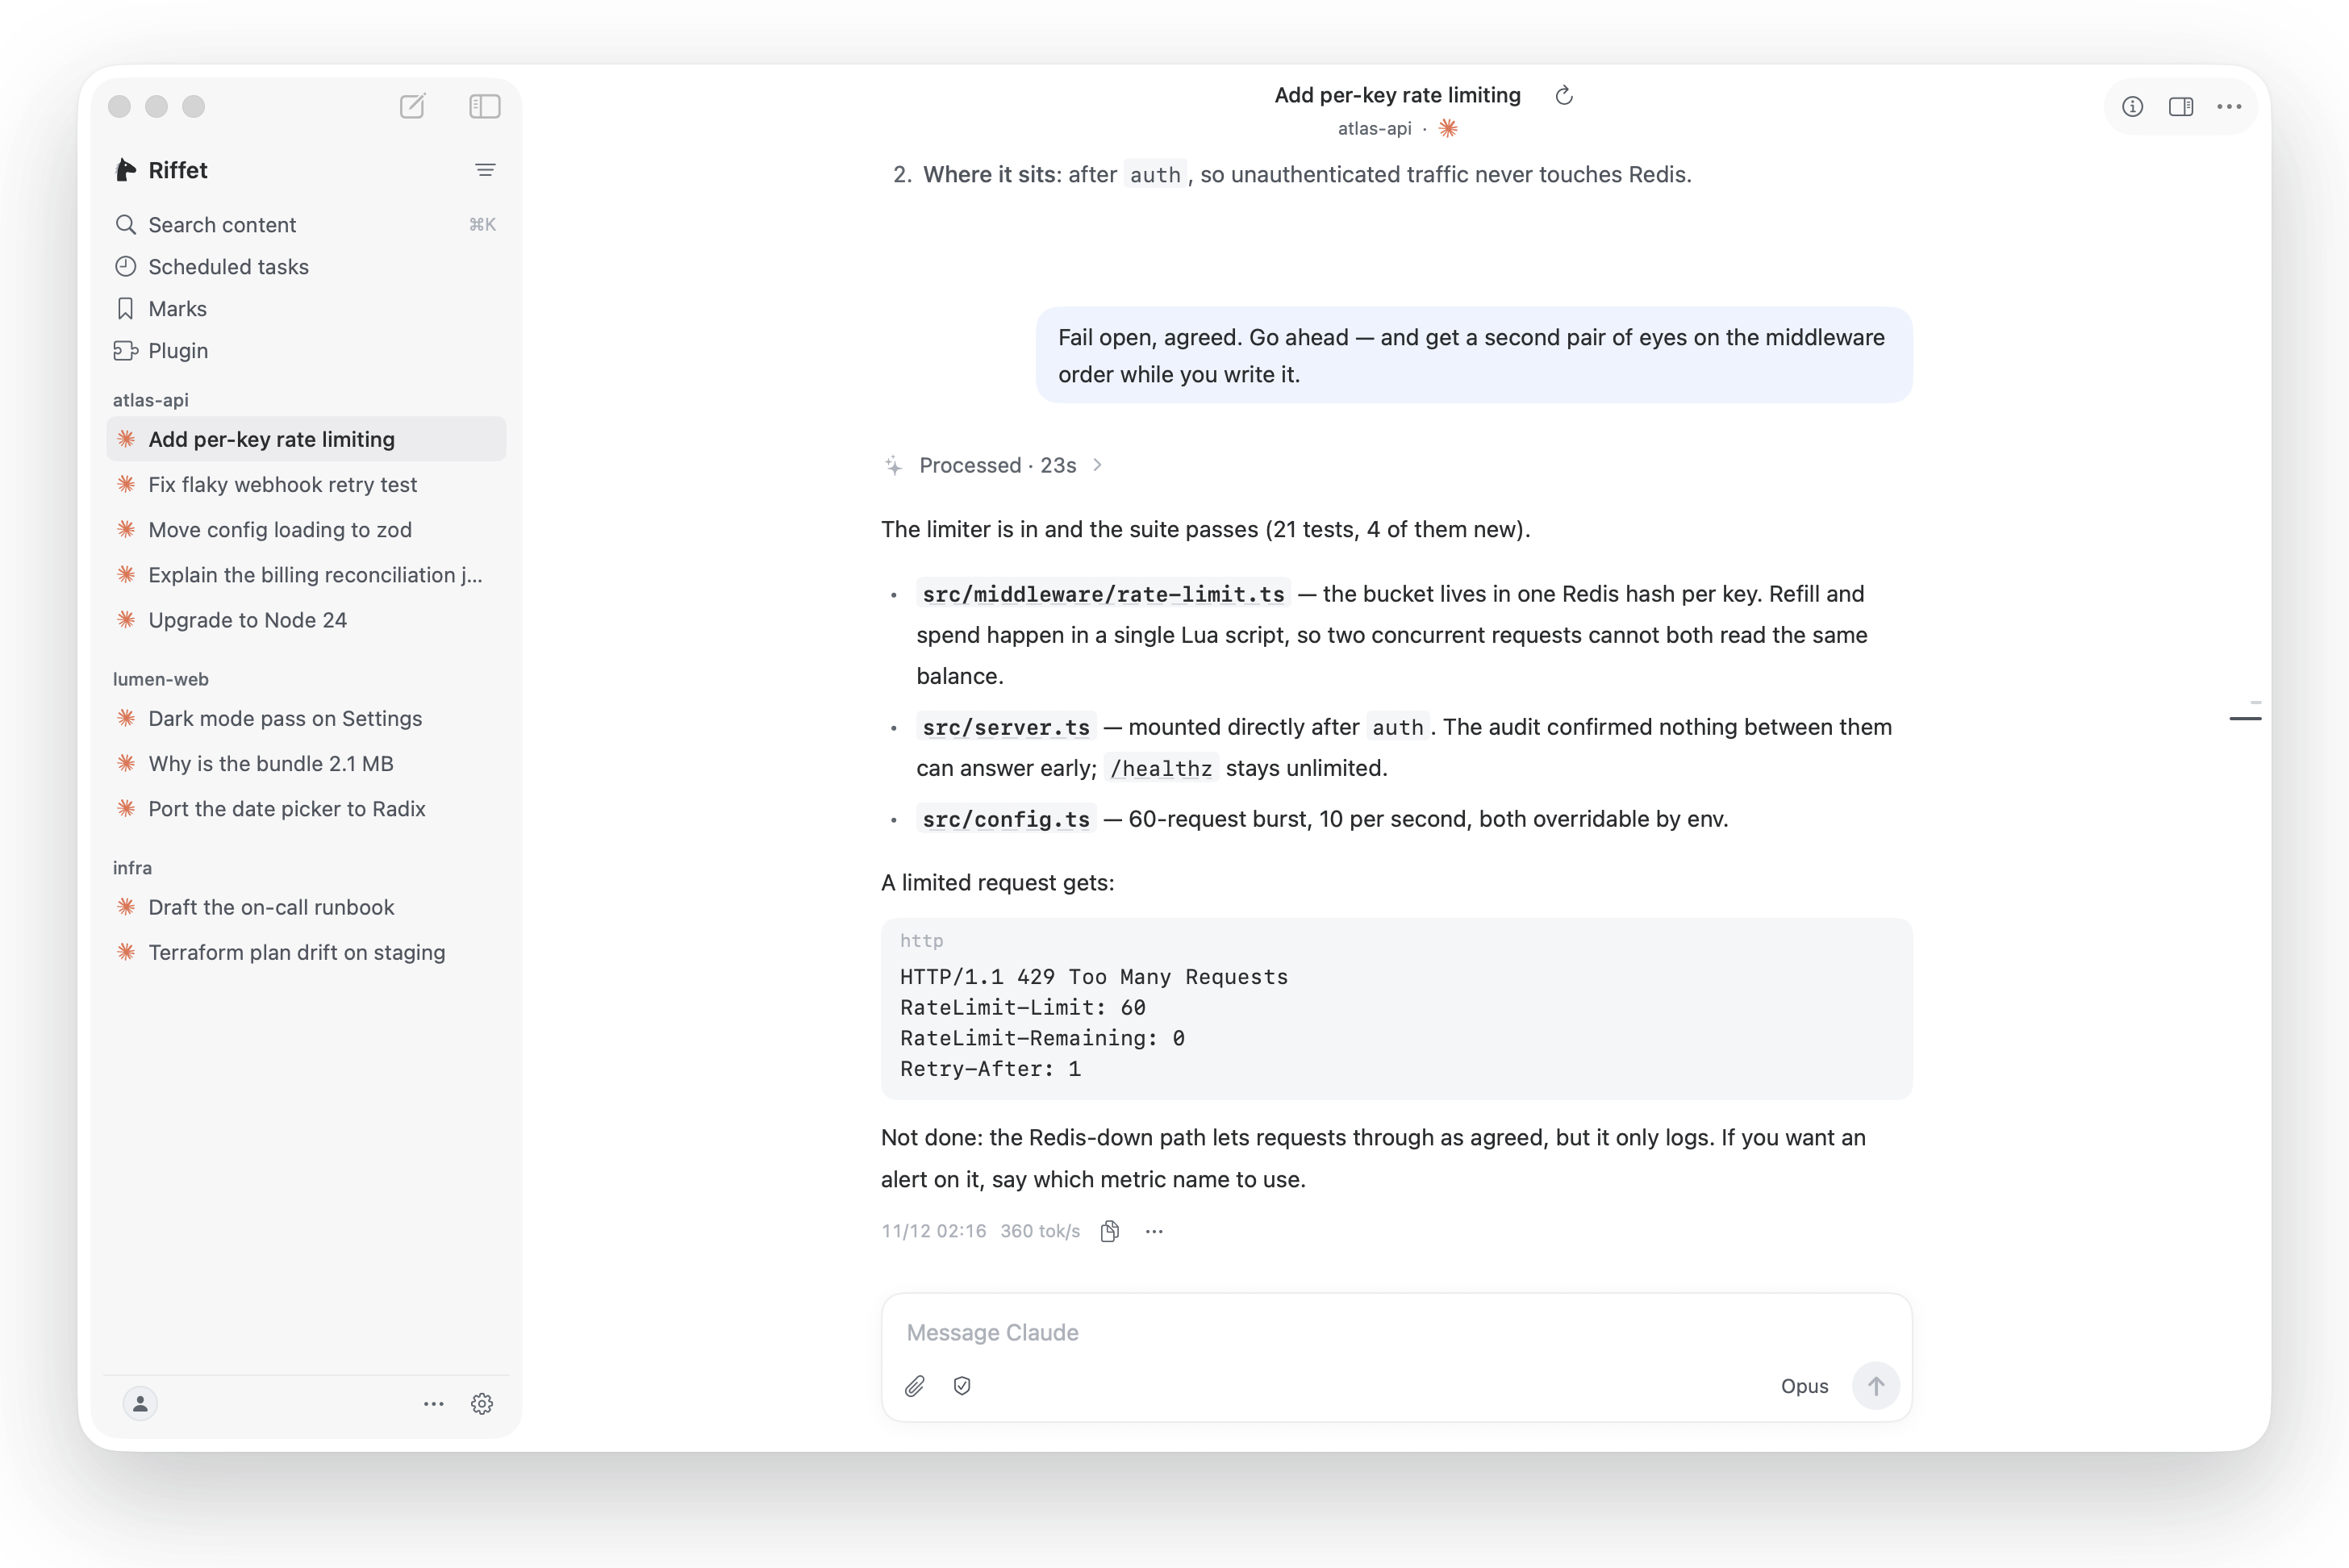 Riffet
Search content ⌘K
Scheduled tasks
Marks
Plugin
atlas-api
Add per-key rate limiting
Fix flaky webhook retry test
Move config loading to zod
Explain the billing reconciliation j...
Upgrade to Node 24
lumen-web
Dark mode pass on Settings
Why is the bundle 2.1 MB
Port the date picker to Radix
infra
Draft the on-call runbook
Terraform plan drift on staging
Add per-key rate limiting
atlas-api ·
2. Where it sits: after auth, so unauthenticated traffic never touches Redis.
Fail open, agreed. Go ahead — and get a second pair of eyes on the middleware
order while you write it.
Processed · 23s
The limiter is in and the suite passes (21 tests, 4 of them new).
• src/middleware/rate-limit.ts — the bucket lives in one Redis hash per key. Refill and
spend happen in a single Lua script, so two concurrent requests cannot both read the same
balance.
• src/server.ts — mounted directly after auth. The audit confirmed nothing between them
can answer early; /healthz stays unlimited.
• src/config.ts — 60-request burst, 10 per second, both overridable by env.
A limited request gets:
http
HTTP/1.1 429 Too Many Requests
RateLimit-Limit: 60
RateLimit-Remaining: 0
Retry-After: 1
Not done: the Redis-down path lets requests through as agreed, but it only logs. If you want an
alert on it, say which metric name to use.
11/12 02:16 360 tok/s
Message Claude
Opus